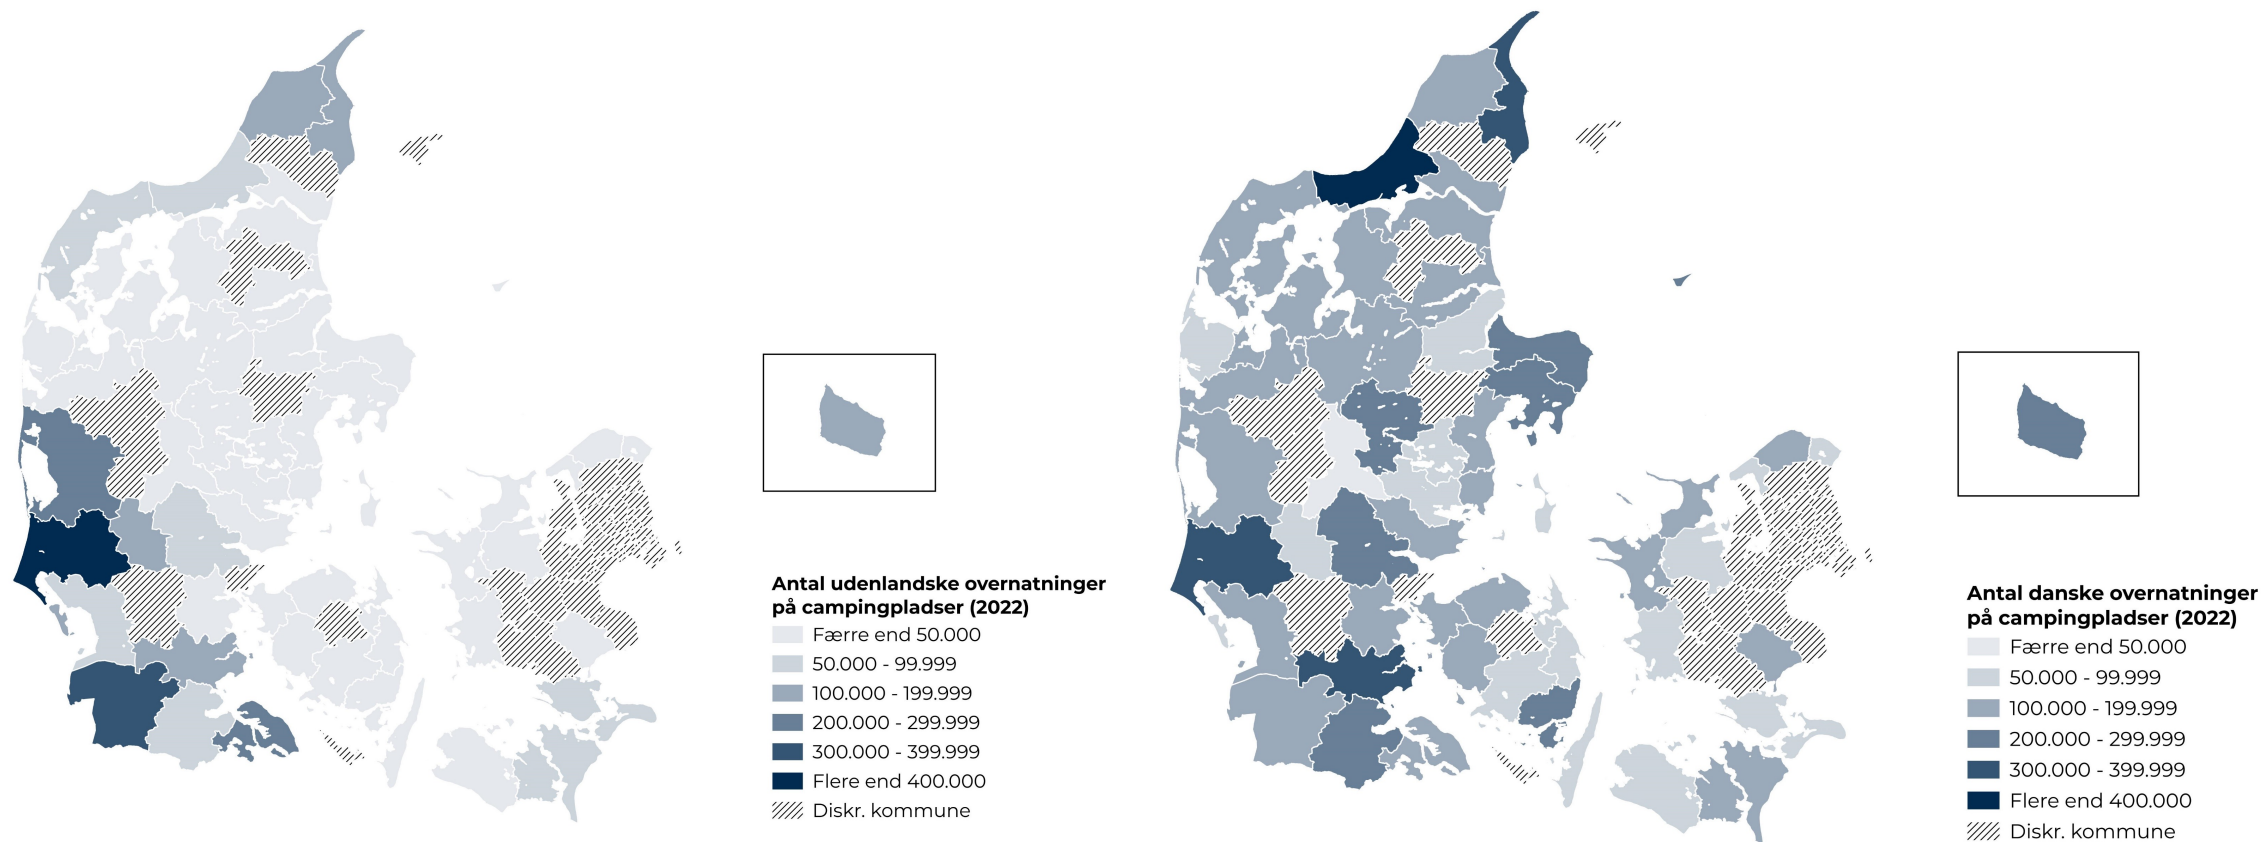 Antal udenlandske overnatninger
på campingpladser (2022)
Færre end 50.000
50.000 - 99.999
100.000 - 199.999
200.000 - 299.999
300.000 - 399.999
Flere end 400.000
Diskr. kommune
Antal danske overnatninger
på campingpladser (2022)
Færre end 50.000
50.000 - 99.999
100.000 - 199.999
200.000 - 299.999
300.000 - 399.999
Flere end 400.000
Diskr. kommune